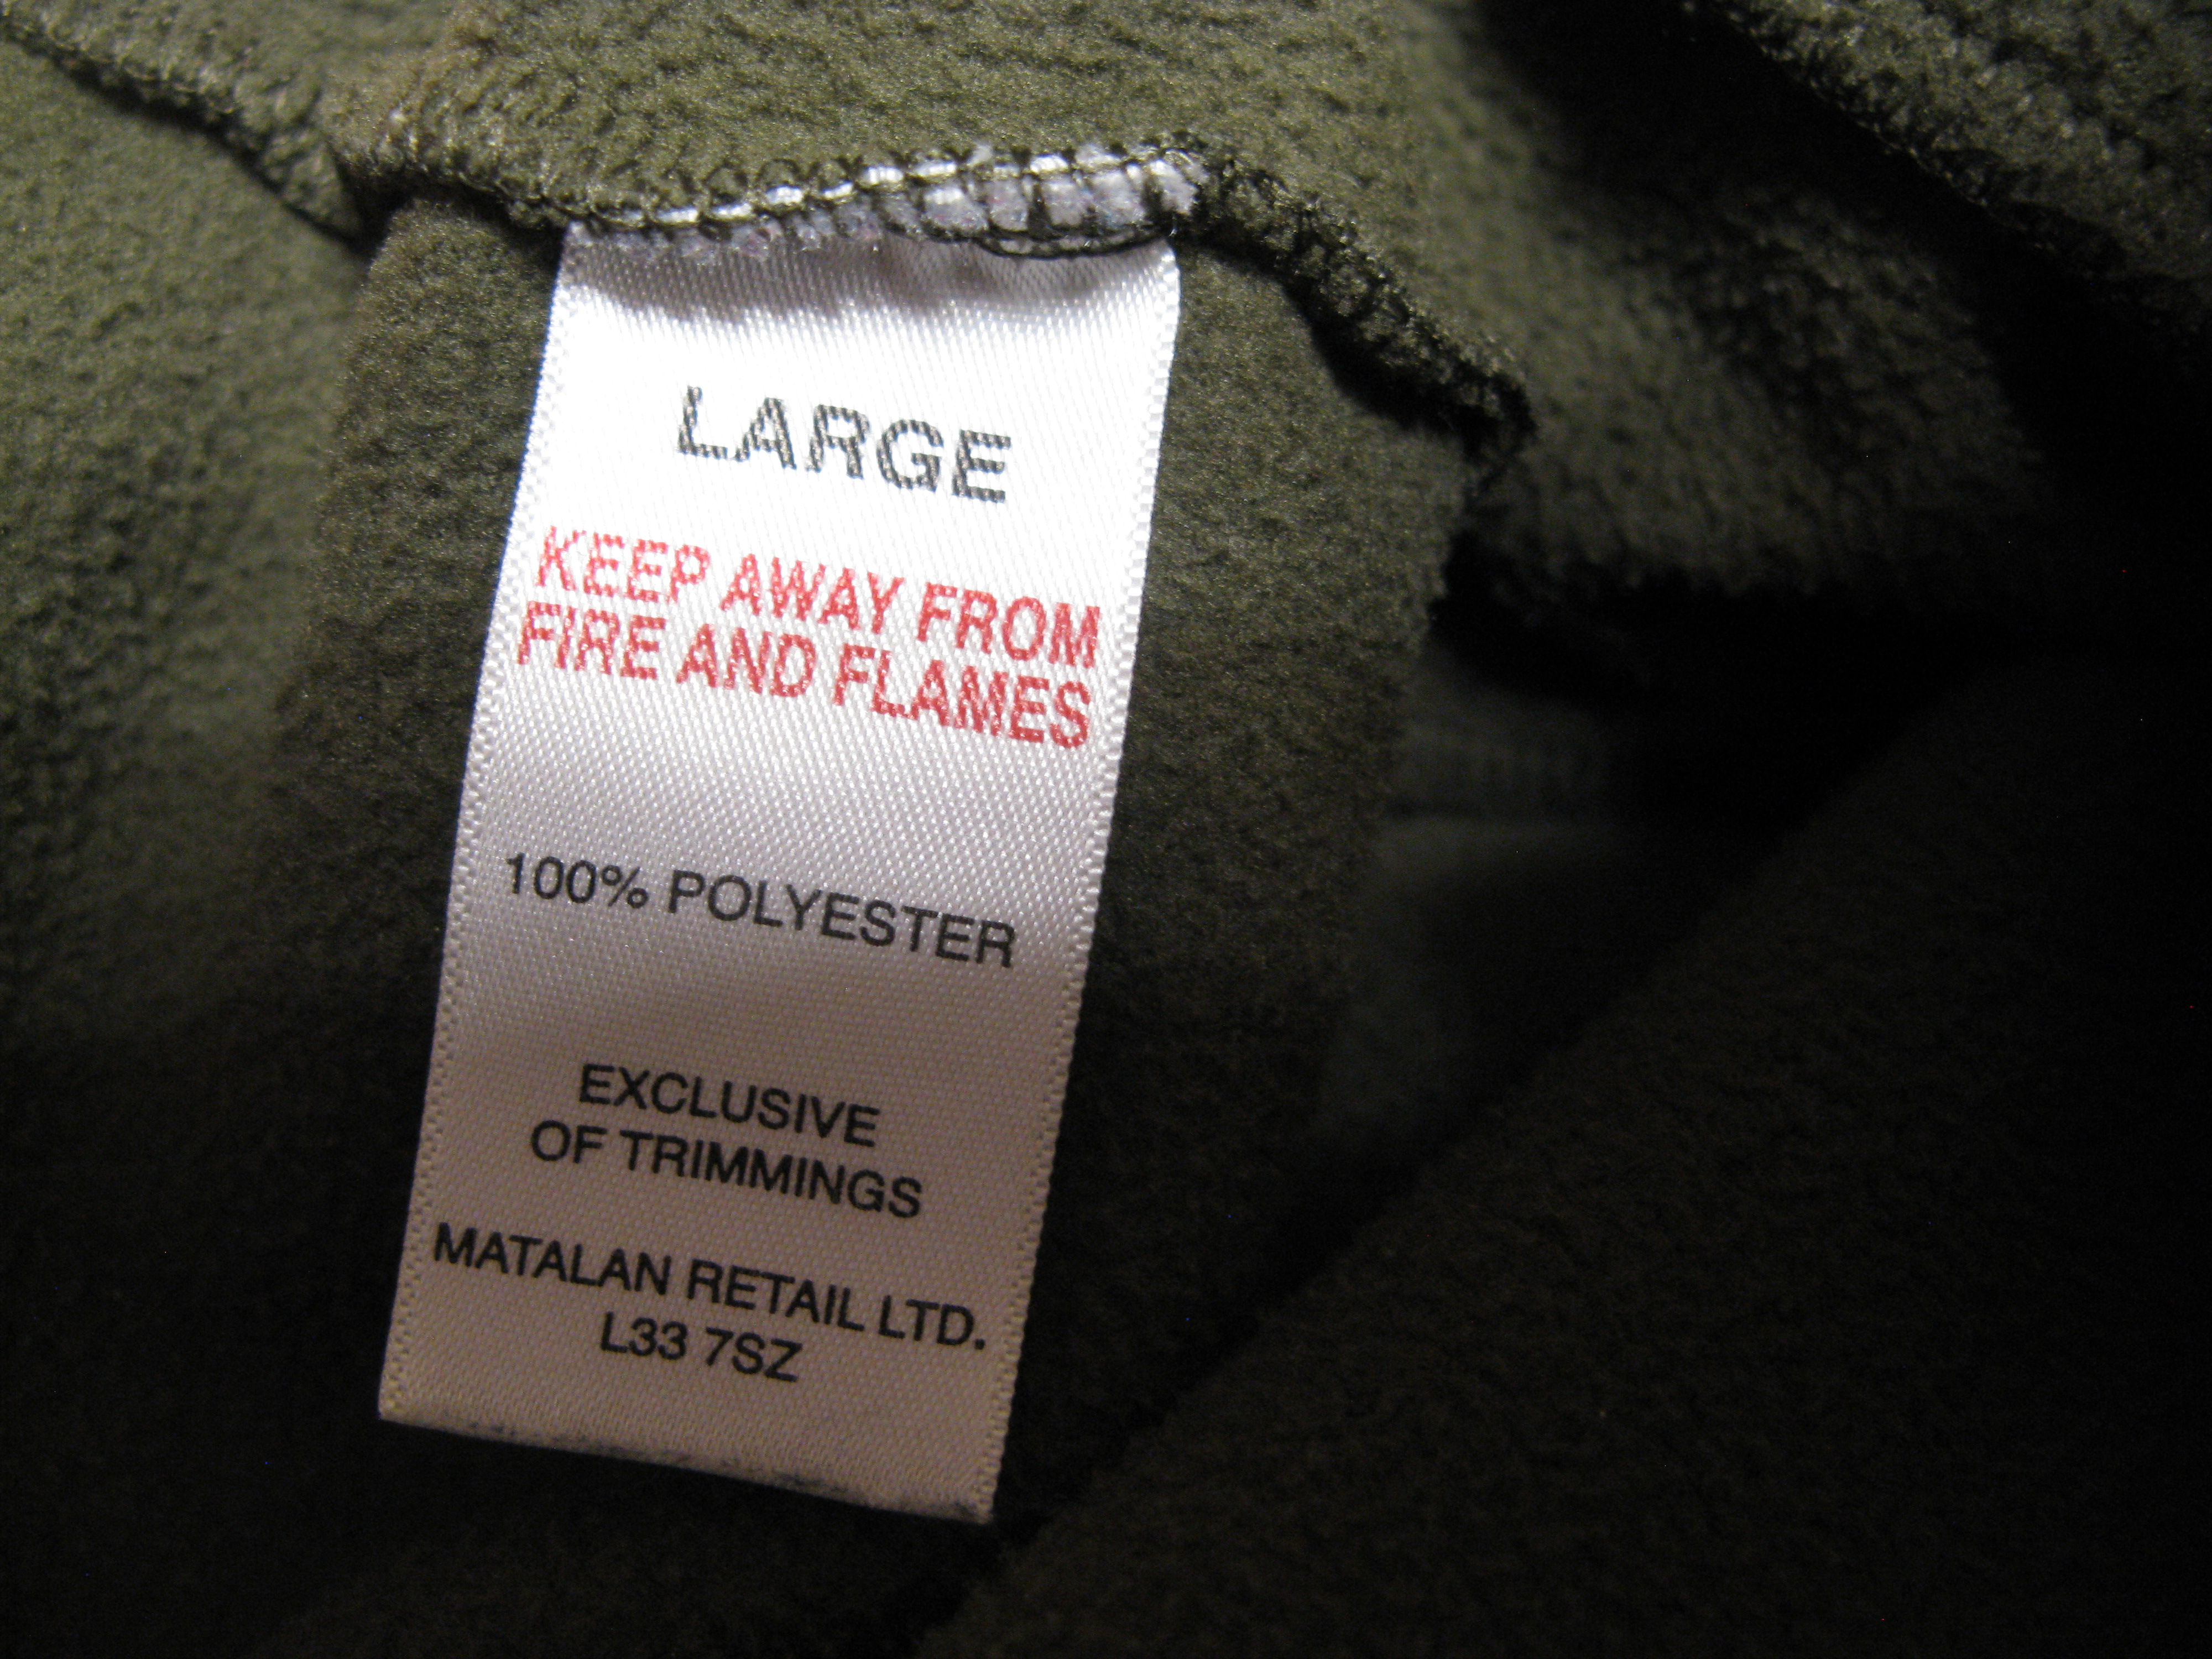 LARGE
KEEP AWAY FROM
FIRE AND FLAMES
100% POLYESTER
EXCLUSIVE
OF TRIMMINGS
MATALAN RETAIL LTD.
L33 7SZ